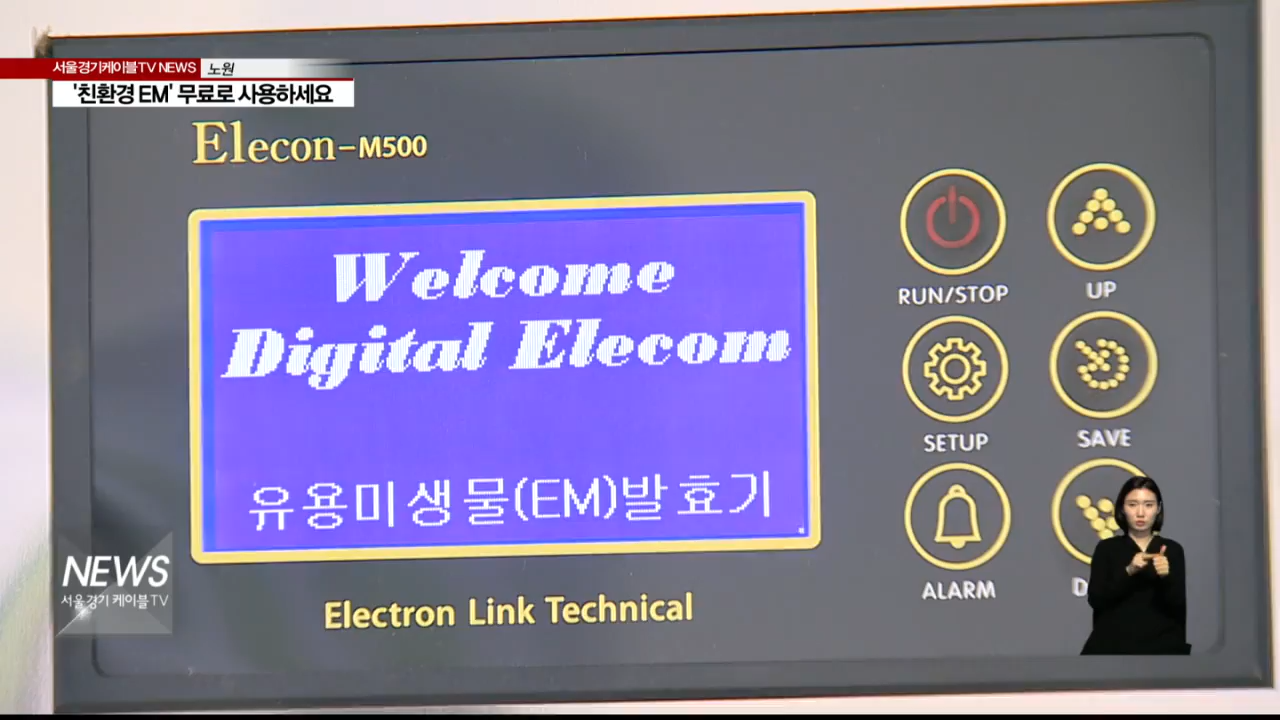 서울경기케이블TV NEWS 노원
'친환경 EM' 무료로 사용하세요
Elecon-M500
Welcome
Digital Elecom
유용미생물(EM)발효기
RUN/STOP
UP
SETUP
SAVE
ALARM
Electron Link Technical
NEWS
서울경기 케이블TV